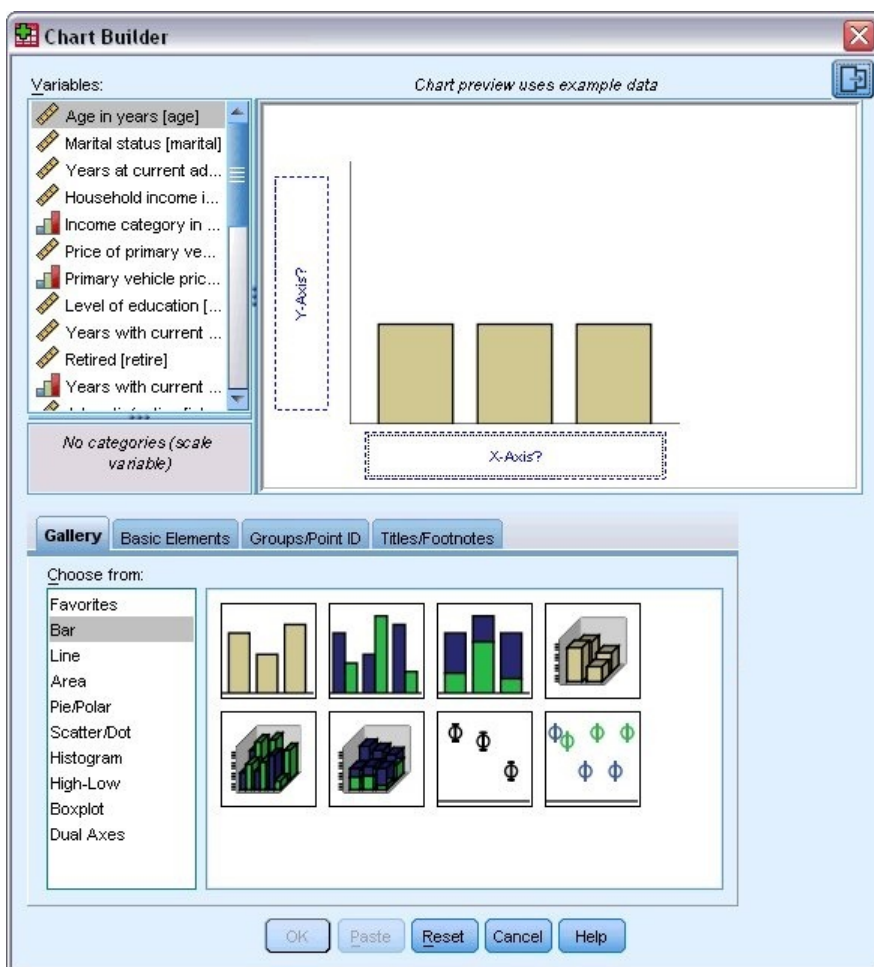 Chart Builder
Variables:
Chart preview uses example data
Age in years [age]
Marital status [marital]
Years at current ad...
Household income i...
Income category in ...
Price of primary ve...
Primary vehicle pric...
Level of education [...
Years with current ...
Retired [retire]
Years with current ...
No categories (scale
variable)
Y-Axis?
X-Axis?
Gallery
Basic Elements
Groups/Point ID
Titles/Footnotes
Choose from:
Favorites
Bar
Line
Area
Pie/Polar
Scatter/Dot
Histogram
High-Low
Boxplot
Dual Axes
OK
Paste
Reset
Cancel
Help